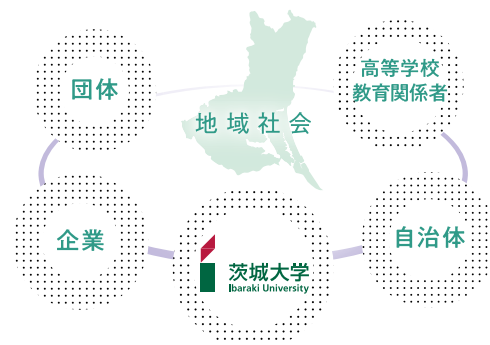 団体
高等学校
教育関係者
地域社会
企業
自治体
茨城大学
Ibaraki University